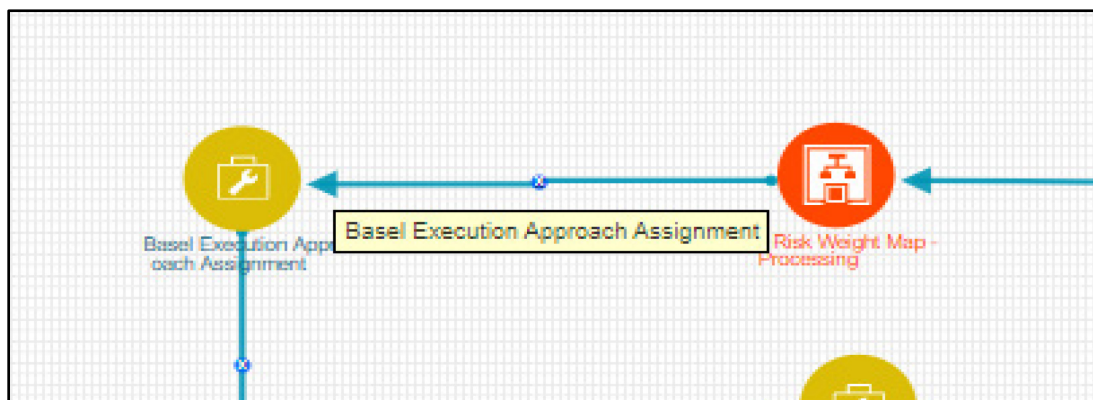 Basel Execution Appr
oach Assignment
Basel Execution Approach Assignment
Risk Weight Map -
Processing